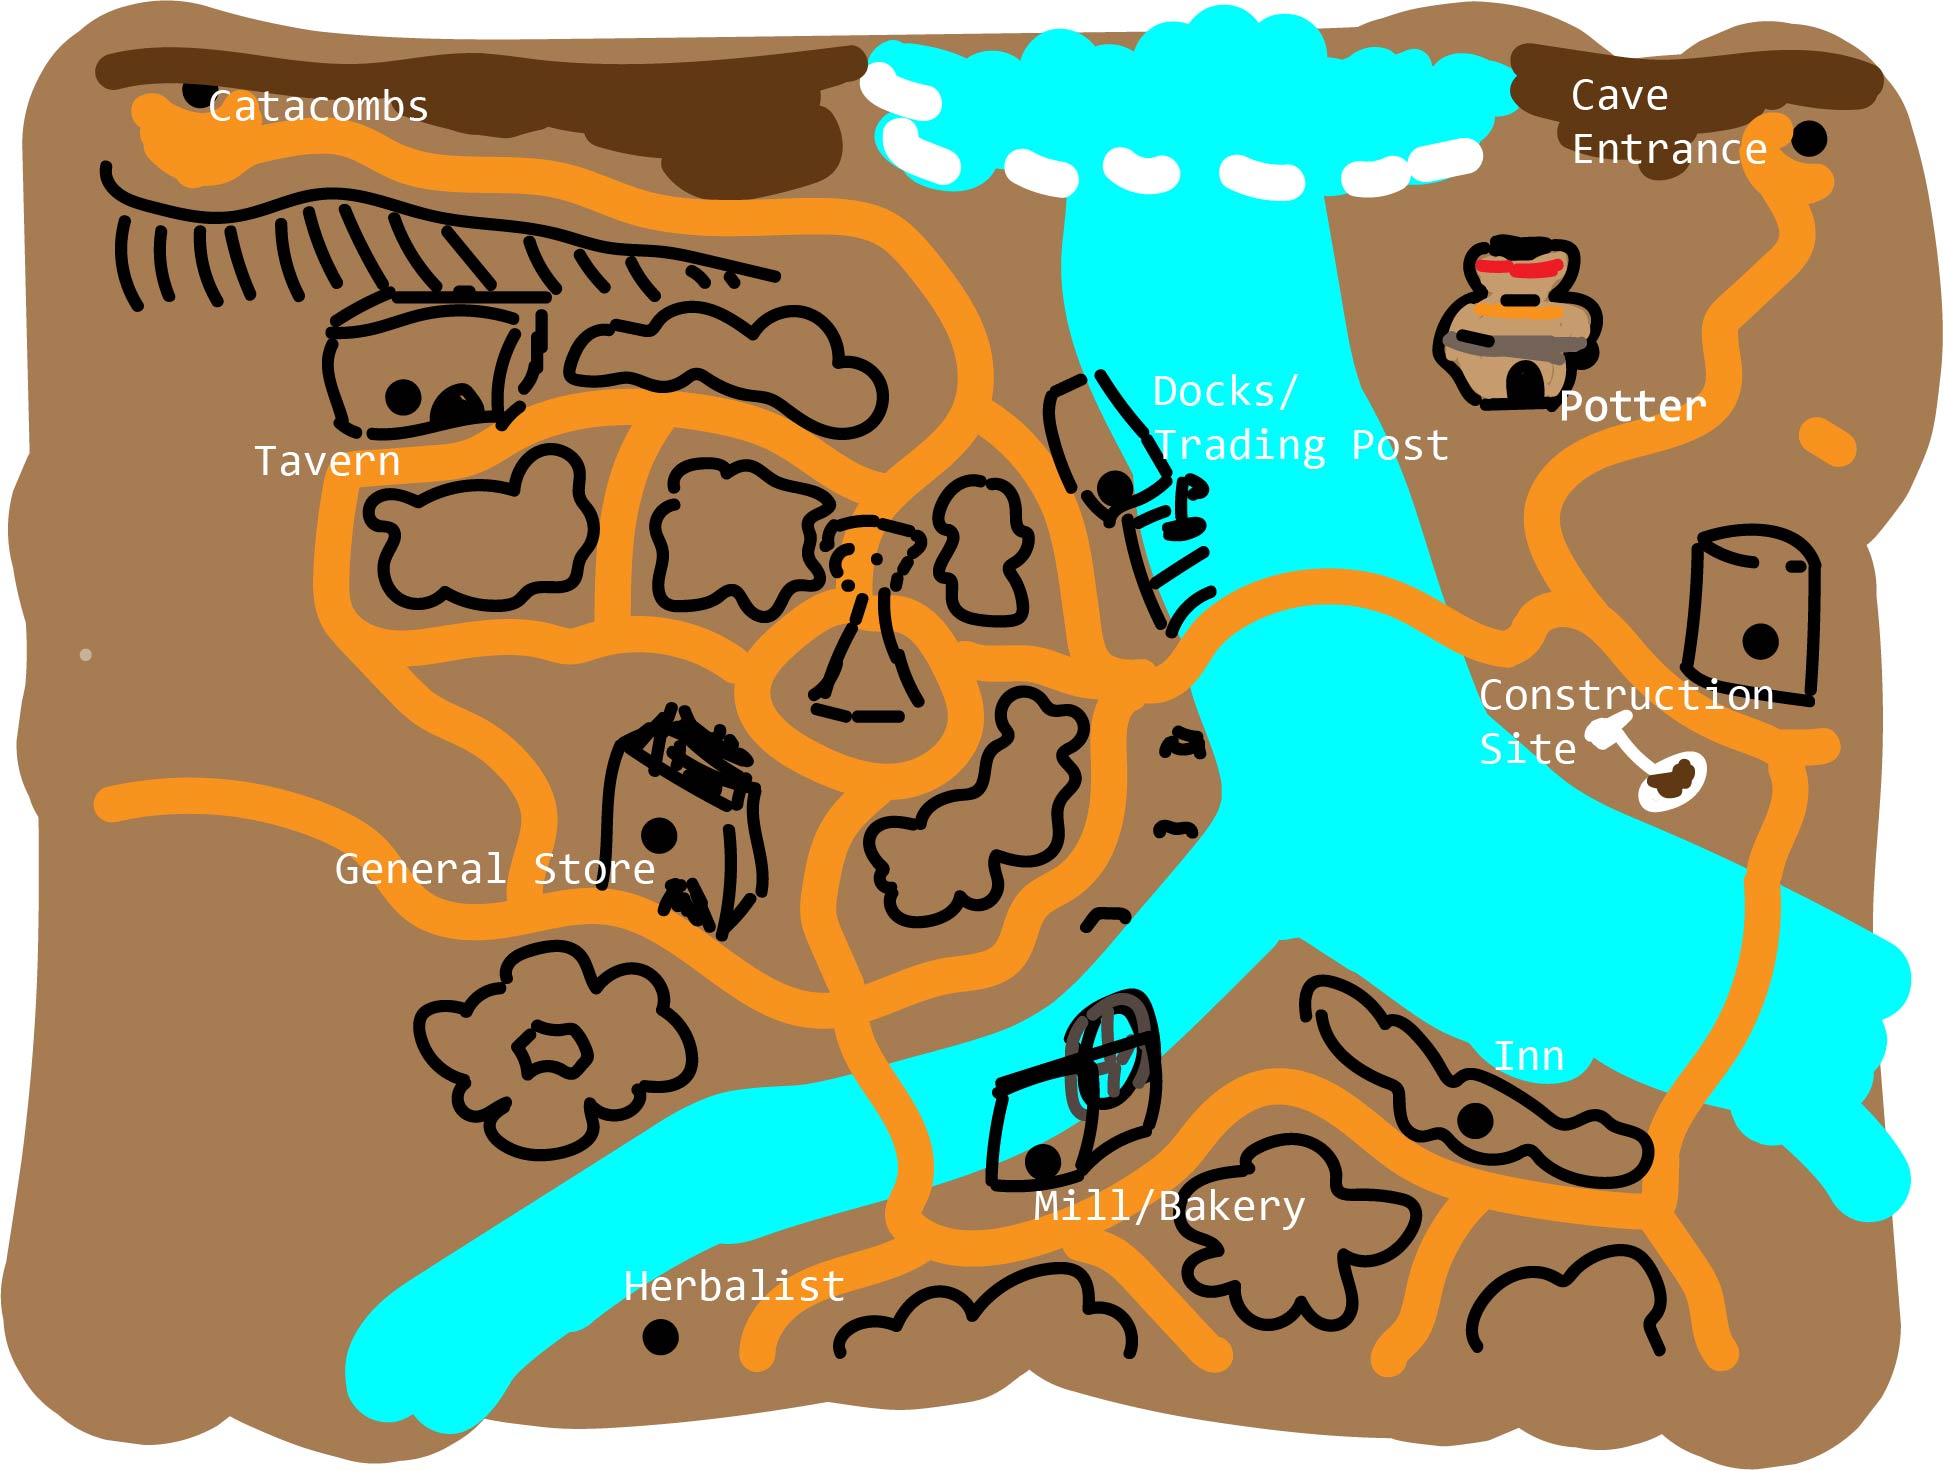 Catacombs
Cave
Entrance
Docks/
Trading Post
Potter
Tavern
Construction
Site
General Store
Inn
Mill/Bakery
Herbalist